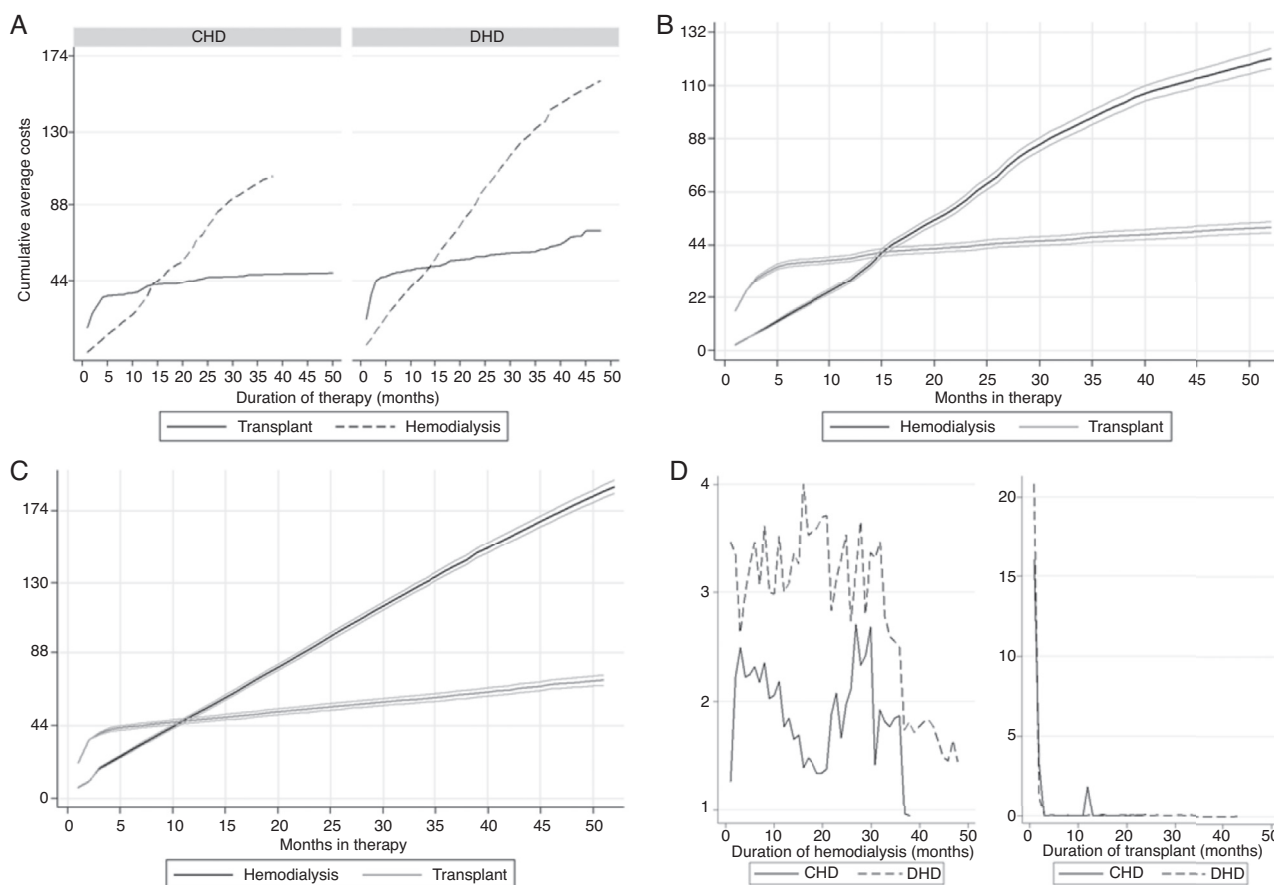 A
CHD DHD
174
130
88
44
Cumulative average costs
0 5 10 15 20 25 30 35 40 45 50 0 5 10 15 20 25 30 35 40 45 50
Duration of therapy (months)
Transplant Hemodialysis
B
132
110
88
66
44
22
0
0 5 10 15 20 25 30 35 40 45 50
Months in therapy
Hemodialysis Transplant
C
174
130
88
44
0
0 5 10 15 20 25 30 35 40 45 50
Months in therapy
Hemodialysis Transplant
D
4
3
2
1
0 10 20 30 40 50
Duration of hemodialysis (months)
CHD DHD
20
15
10
5
0
0 10 20 30 40 50
Duration of transplant (months)
CHD DHD